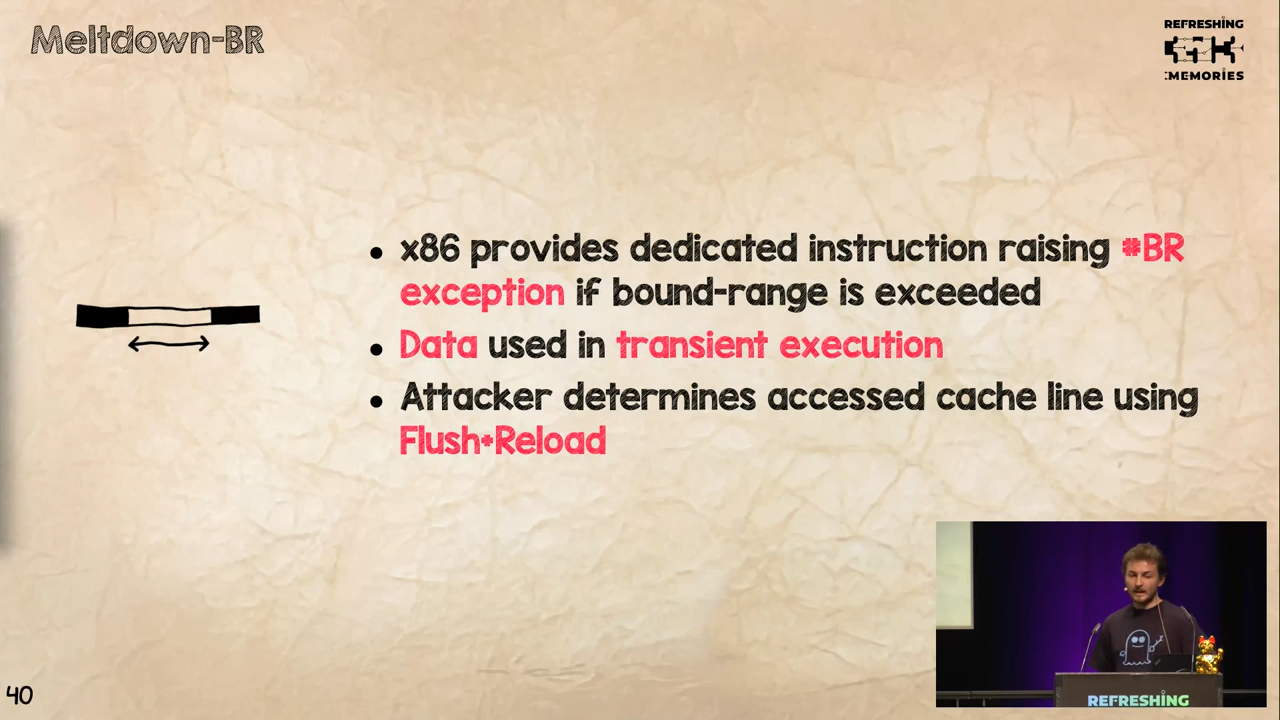 Meltdown-BR
REFRESHING
35C3
:MEMORIES
• x86 provides dedicated instruction raising #BR
exception if bound-range is exceeded
• Data used in transient execution
• Attacker determines accessed cache line using
Flush+Reload
REFRESHING
40